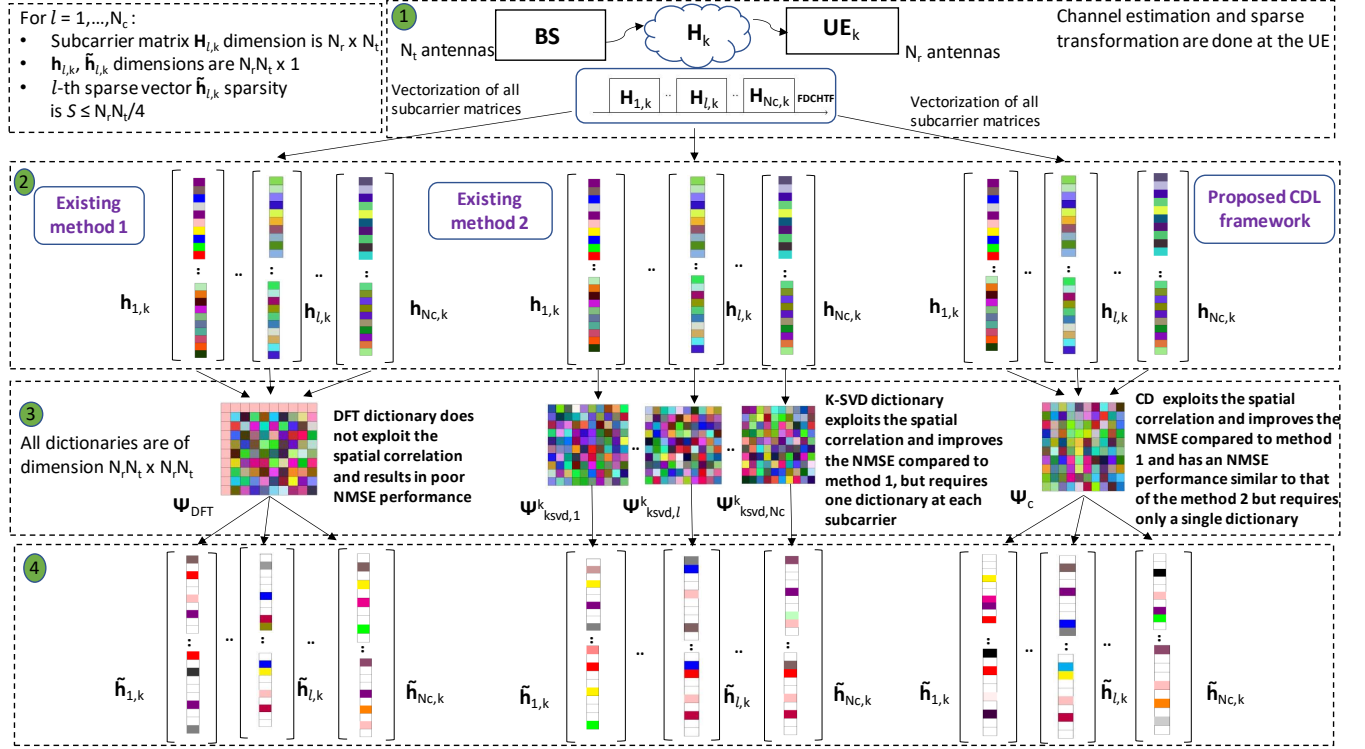 For l = 1,...,Nc :
• Subcarrier matrix Hl,k dimension is Nr x Nt
• hl,k, h̃l,k dimensions are NrNt x 1
• l-th sparse vector h̃l,k sparsity
is S ≤ NrNt/4
1
Nt antennas
BS
Hk
UEk
Nr antennas
Channel estimation and sparse
transformation are done at the UE
Vectorization of all
subcarrier matrices
H1,k .. Hl,k .. HNc,k FDCHTF
Vectorization of all
subcarrier matrices
2
Existing
method 1
Existing
method 2
Proposed CDL
framework
h1,k : .. : hl,k .. : hNc,k
h1,k : .. : hl,k .. : hNc,k
h1,k : .. : hl,k .. : hNc,k
3
All dictionaries are of
dimension NrNt x NrNt
ΨDFT
DFT dictionary does
not exploit the
spatial correlation
and results in poor
NMSE performance
Ψkksvd,1 .. Ψkksvd,l .. Ψkksvd,Nc
K-SVD dictionary
exploits the spatial
correlation and improves
the NMSE compared to
method 1, but requires
one dictionary at each
subcarrier
Ψc
CD exploits the spatial
correlation and improves the
NMSE compared to method
1 and has an NMSE
performance similar to that
of the method 2 but requires
only a single dictionary
4
h̃1,k : .. : h̃l,k .. : h̃Nc,k
h̃1,k : .. : h̃l,k .. : h̃Nc,k
h̃1,k : .. : h̃l,k .. : h̃Nc,k